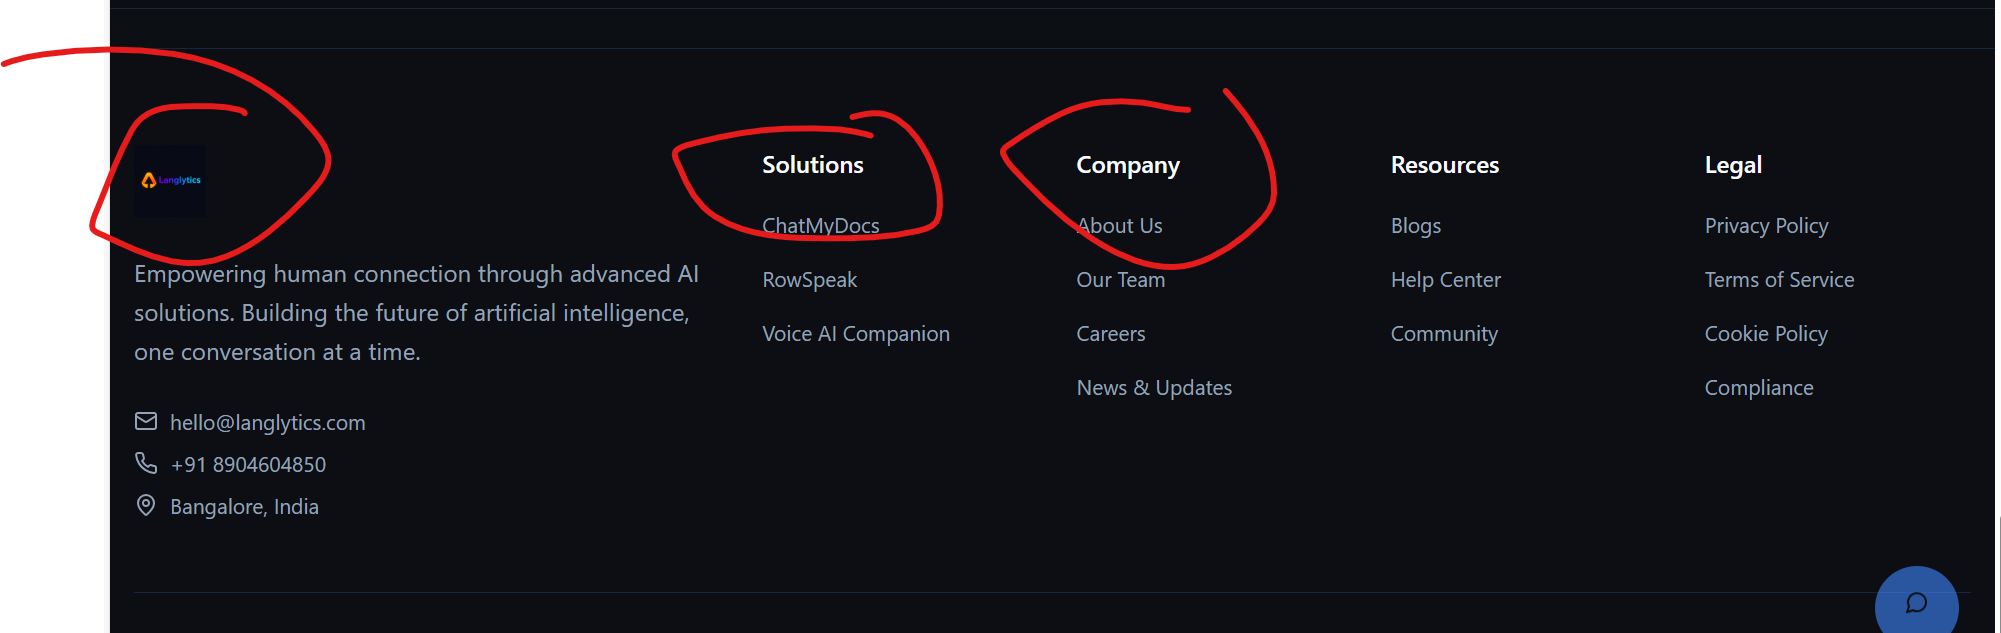 Langlytics
Empowering human connection through advanced AI
solutions. Building the future of artificial intelligence,
one conversation at a time.
hello@langlytics.com
+91 8904604850
Bangalore, India
Solutions
ChatMyDocs
RowSpeak
Voice AI Companion
Company
About Us
Our Team
Careers
News & Updates
Resources
Blogs
Help Center
Community
Legal
Privacy Policy
Terms of Service
Cookie Policy
Compliance